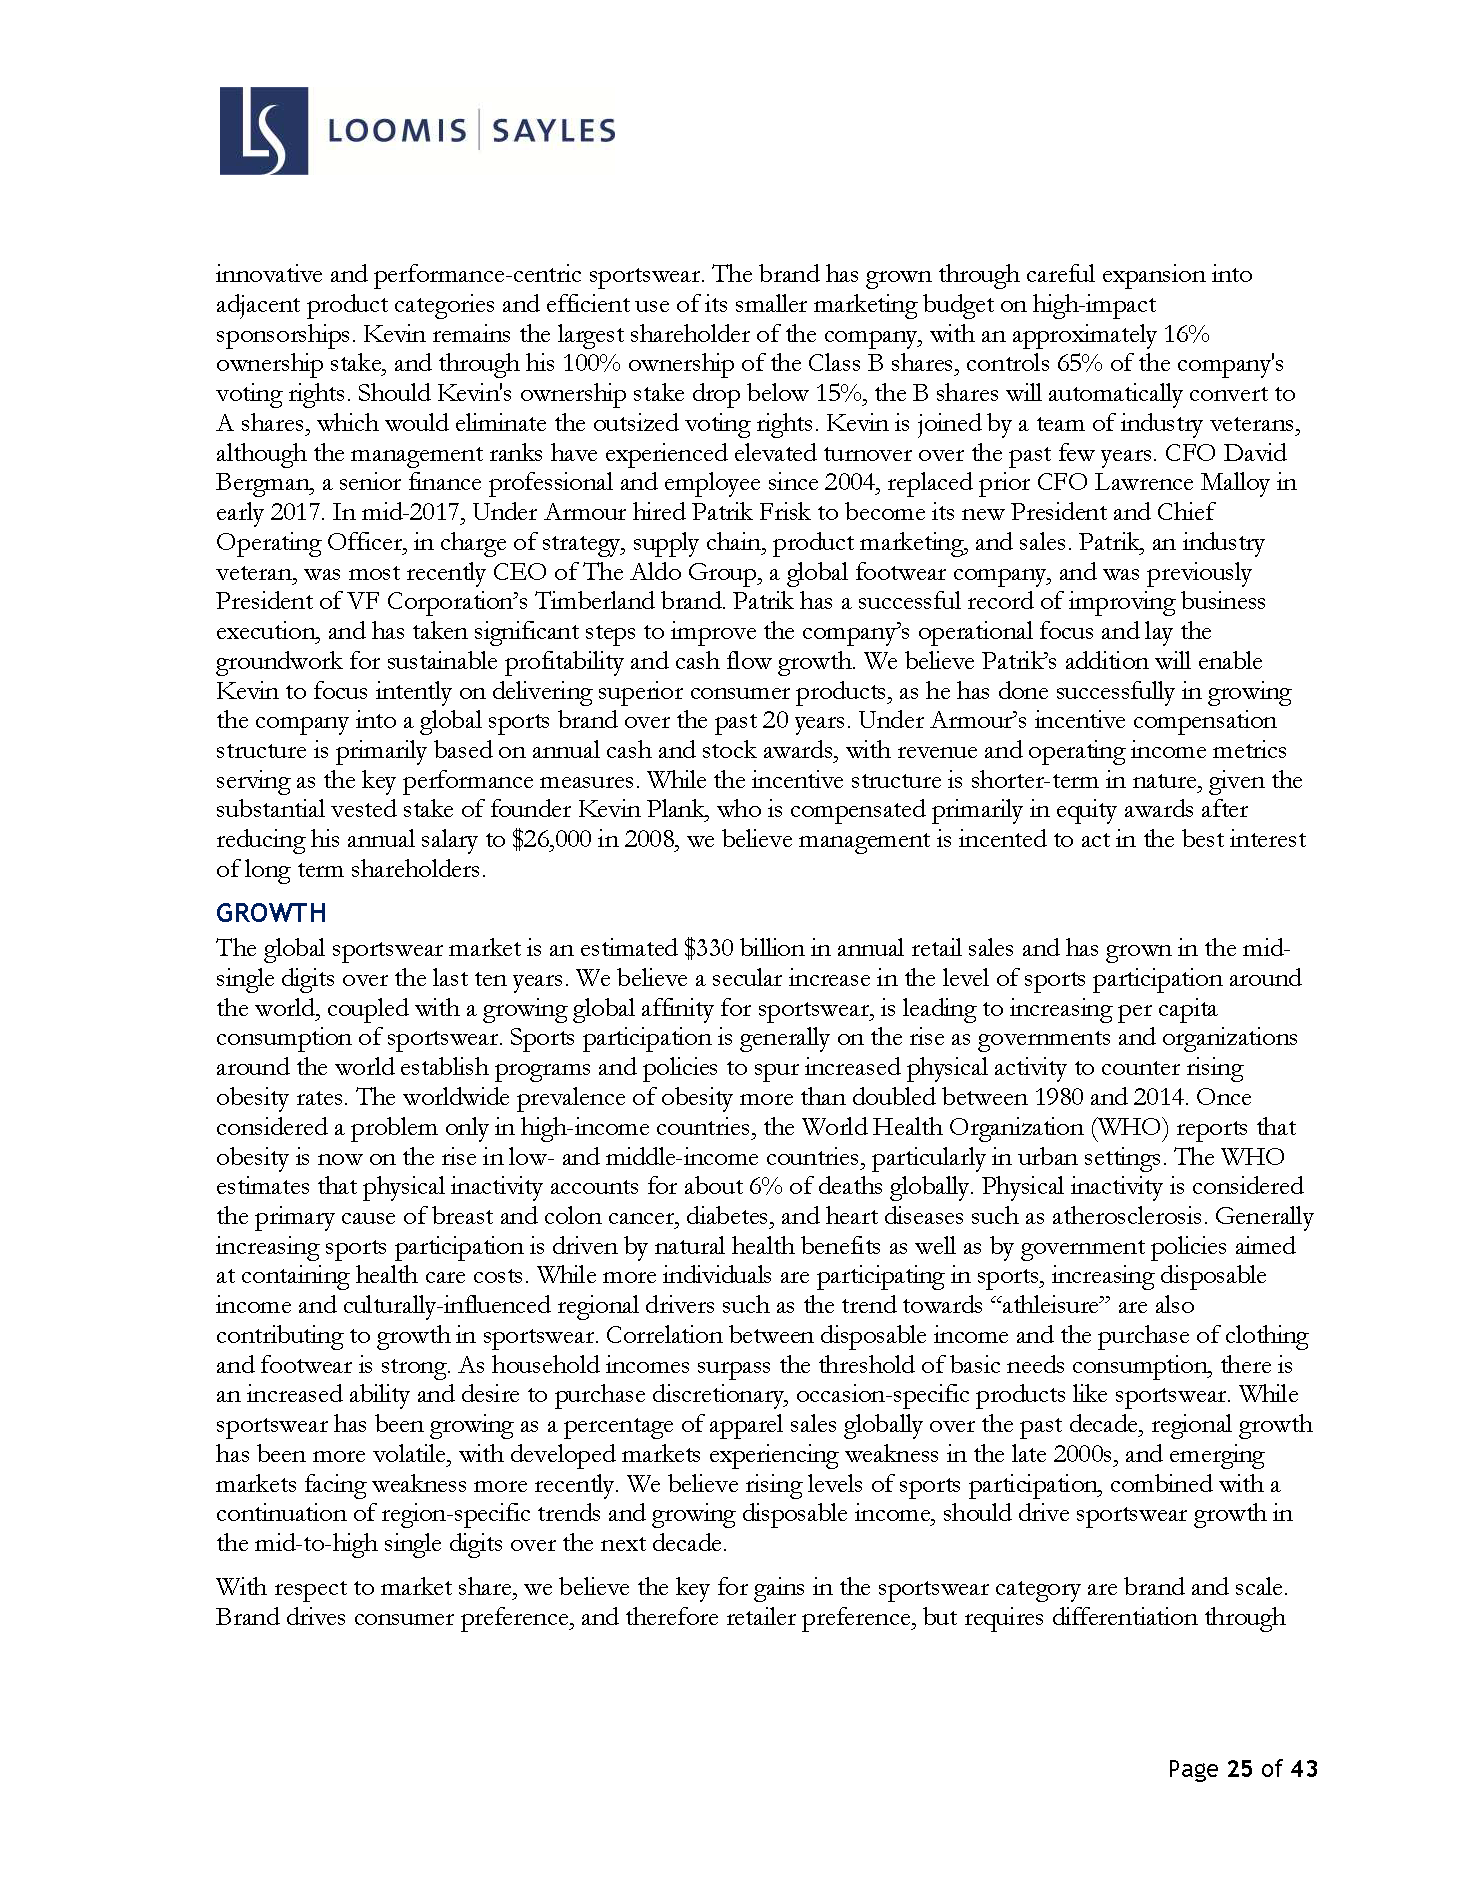 LOOMIS | SAYLES
innovative and performance-centric sportswear. The brand has grown through careful expansion into
adjacent product categories and efficient use of its smaller marketing budget on high-impact
sponsorships. Kevin remains the largest shareholder of the company, with an approximately 16%
ownership stake, and through his 100% ownership of the Class B shares, controls 65% of the company's
voting rights. Should Kevin's ownership stake drop below 15%, the B shares will automatically convert to
A shares, which would eliminate the outsized voting rights. Kevin is joined by a team of industry veterans,
although the management ranks have experienced elevated turnover over the past few years. CFO David
Bergman, a senior finance professional and employee since 2004, replaced prior CFO Lawrence Malloy in
early 2017. In mid-2017, Under Armour hired Patrik Frisk to become its new President and Chief
Operating Officer, in charge of strategy, supply chain, product marketing, and sales. Patrik, an industry
veteran, was most recently CEO of The Aldo Group, a global footwear company, and was previously
President of VF Corporation’s Timberland brand. Patrik has a successful record of improving business
execution, and has taken significant steps to improve the company’s operational focus and lay the
groundwork for sustainable profitability and cash flow growth. We believe Patrik’s addition will enable
Kevin to focus intently on delivering superior consumer products, as he has done successfully in growing
the company into a global sports brand over the past 20 years. Under Armour’s incentive compensation
structure is primarily based on annual cash and stock awards, with revenue and operating income metrics
serving as the key performance measures. While the incentive structure is shorter-term in nature, given the
substantial vested stake of founder Kevin Plank, who is compensated primarily in equity awards after
reducing his annual salary to $26,000 in 2008, we believe management is incented to act in the best interest
of long term shareholders.
GROWTH
The global sportswear market is an estimated $330 billion in annual retail sales and has grown in the mid-
single digits over the last ten years. We believe a secular increase in the level of sports participation around
the world, coupled with a growing global affinity for sportswear, is leading to increasing per capita
consumption of sportswear. Sports participation is generally on the rise as governments and organizations
around the world establish programs and policies to spur increased physical activity to counter rising
obesity rates. The worldwide prevalence of obesity more than doubled between 1980 and 2014. Once
considered a problem only in high-income countries, the World Health Organization (WHO) reports that
obesity is now on the rise in low- and middle-income countries, particularly in urban settings. The WHO
estimates that physical inactivity accounts for about 6% of deaths globally. Physical inactivity is considered
the primary cause of breast and colon cancer, diabetes, and heart diseases such as atherosclerosis. Generally
increasing sports participation is driven by natural health benefits as well as by government policies aimed
at containing health care costs. While more individuals are participating in sports, increasing disposable
income and culturally-influenced regional drivers such as the trend towards “athleisure” are also
contributing to growth in sportswear. Correlation between disposable income and the purchase of clothing
and footwear is strong. As household incomes surpass the threshold of basic needs consumption, there is
an increased ability and desire to purchase discretionary, occasion-specific products like sportswear. While
sportswear has been growing as a percentage of apparel sales globally over the past decade, regional growth
has been more volatile, with developed markets experiencing weakness in the late 2000s, and emerging
markets facing weakness more recently. We believe rising levels of sports participation, combined with a
continuation of region-specific trends and growing disposable income, should drive sportswear growth in
the mid-to-high single digits over the next decade.
With respect to market share, we believe the key for gains in the sportswear category are brand and scale.
Brand drives consumer preference, and therefore retailer preference, but requires differentiation through
Page 25 of 43